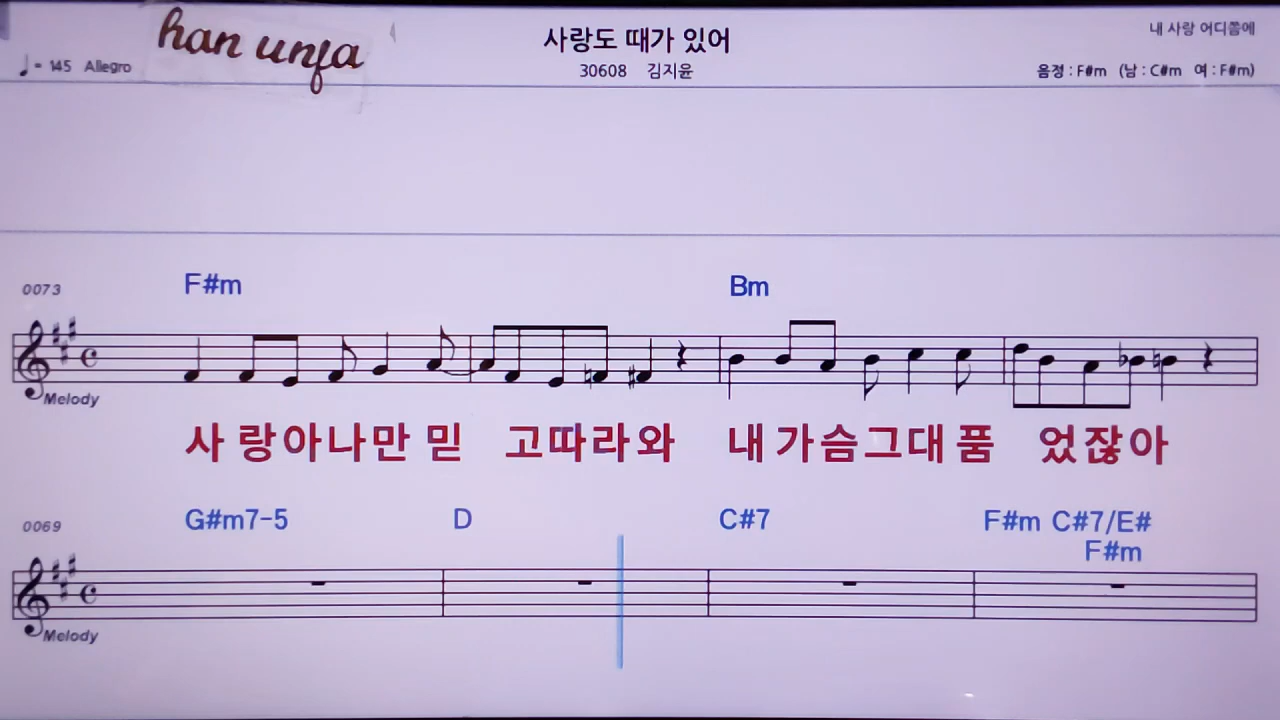 han unfa
사랑도 때가 있어
내 사랑 어디쯤에
♩= 145 Allegro
30608 김지윤
음정 : F#m (남 : C#m 여 : F#m)
0073 F#m Bm
Melody
사 랑아나만 믿 고따라와 내 가슴그대 품 었잖아
0069 G#m7-5 D C#7 F#m C#7/E#
F#m
Melody